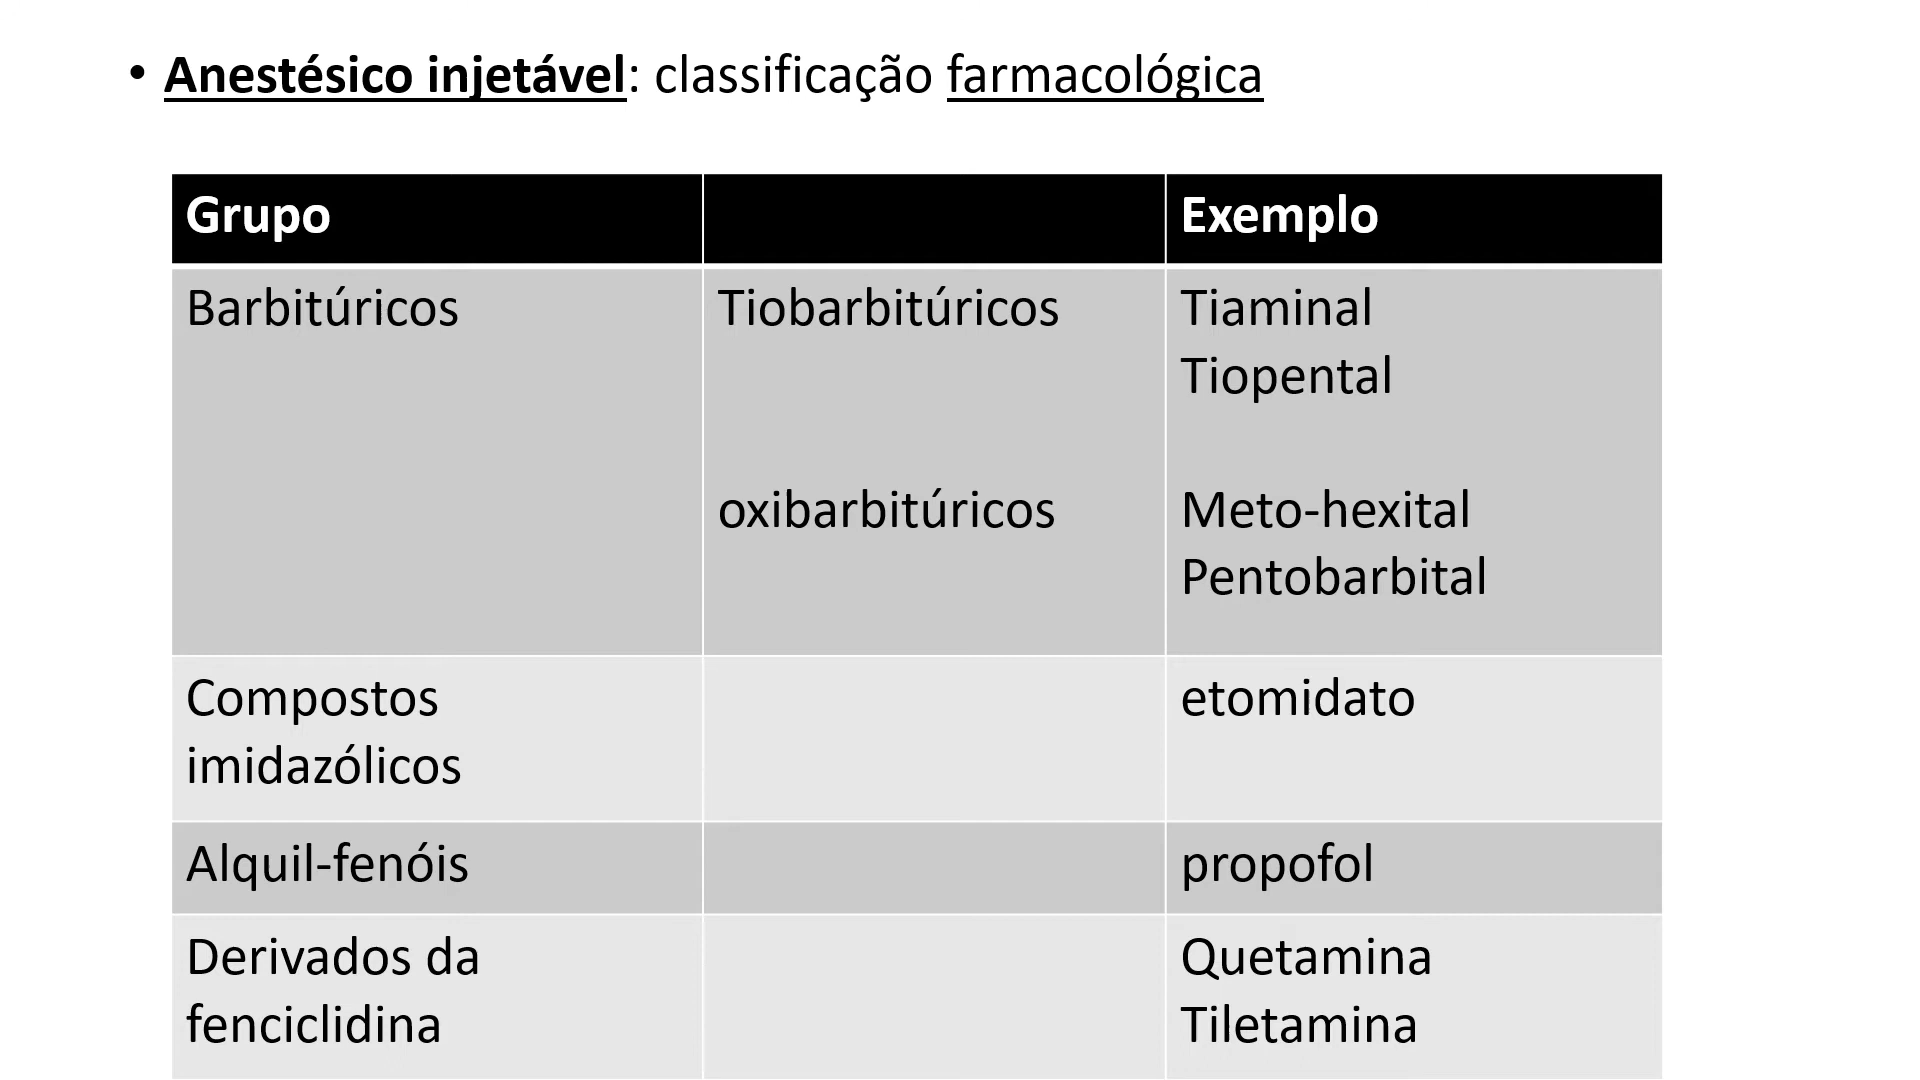 • Anestésico injetável: classificação farmacológica
Grupo Exemplo
Barbitúricos Tiobarbitúricos Tiaminal
Tiopental
oxibarbitúricos Meto-hexital
Pentobarbital
Compostos etomidato
imidazólicos
Alquil-fenóis propofol
Derivados da Quetamina
fenciclidina Tiletamina